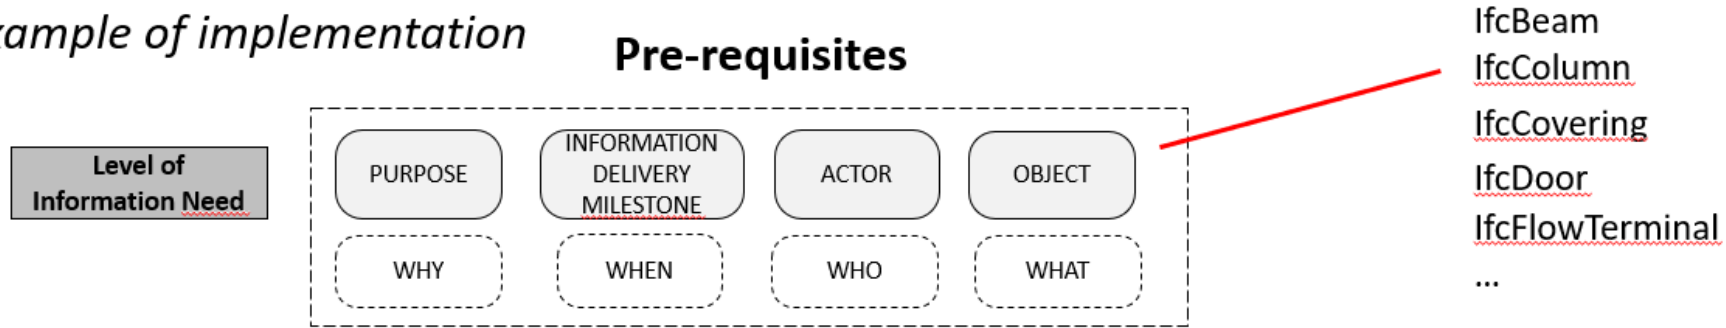 xample of implementation
Pre-requisites
Level of
Information Need
PURPOSE
INFORMATION
DELIVERY
MILESTONE
ACTOR
OBJECT
WHY
WHEN
WHO
WHAT
IfcBeam
IfcColumn
IfcCovering
IfcDoor
IfcFlowTerminal
...